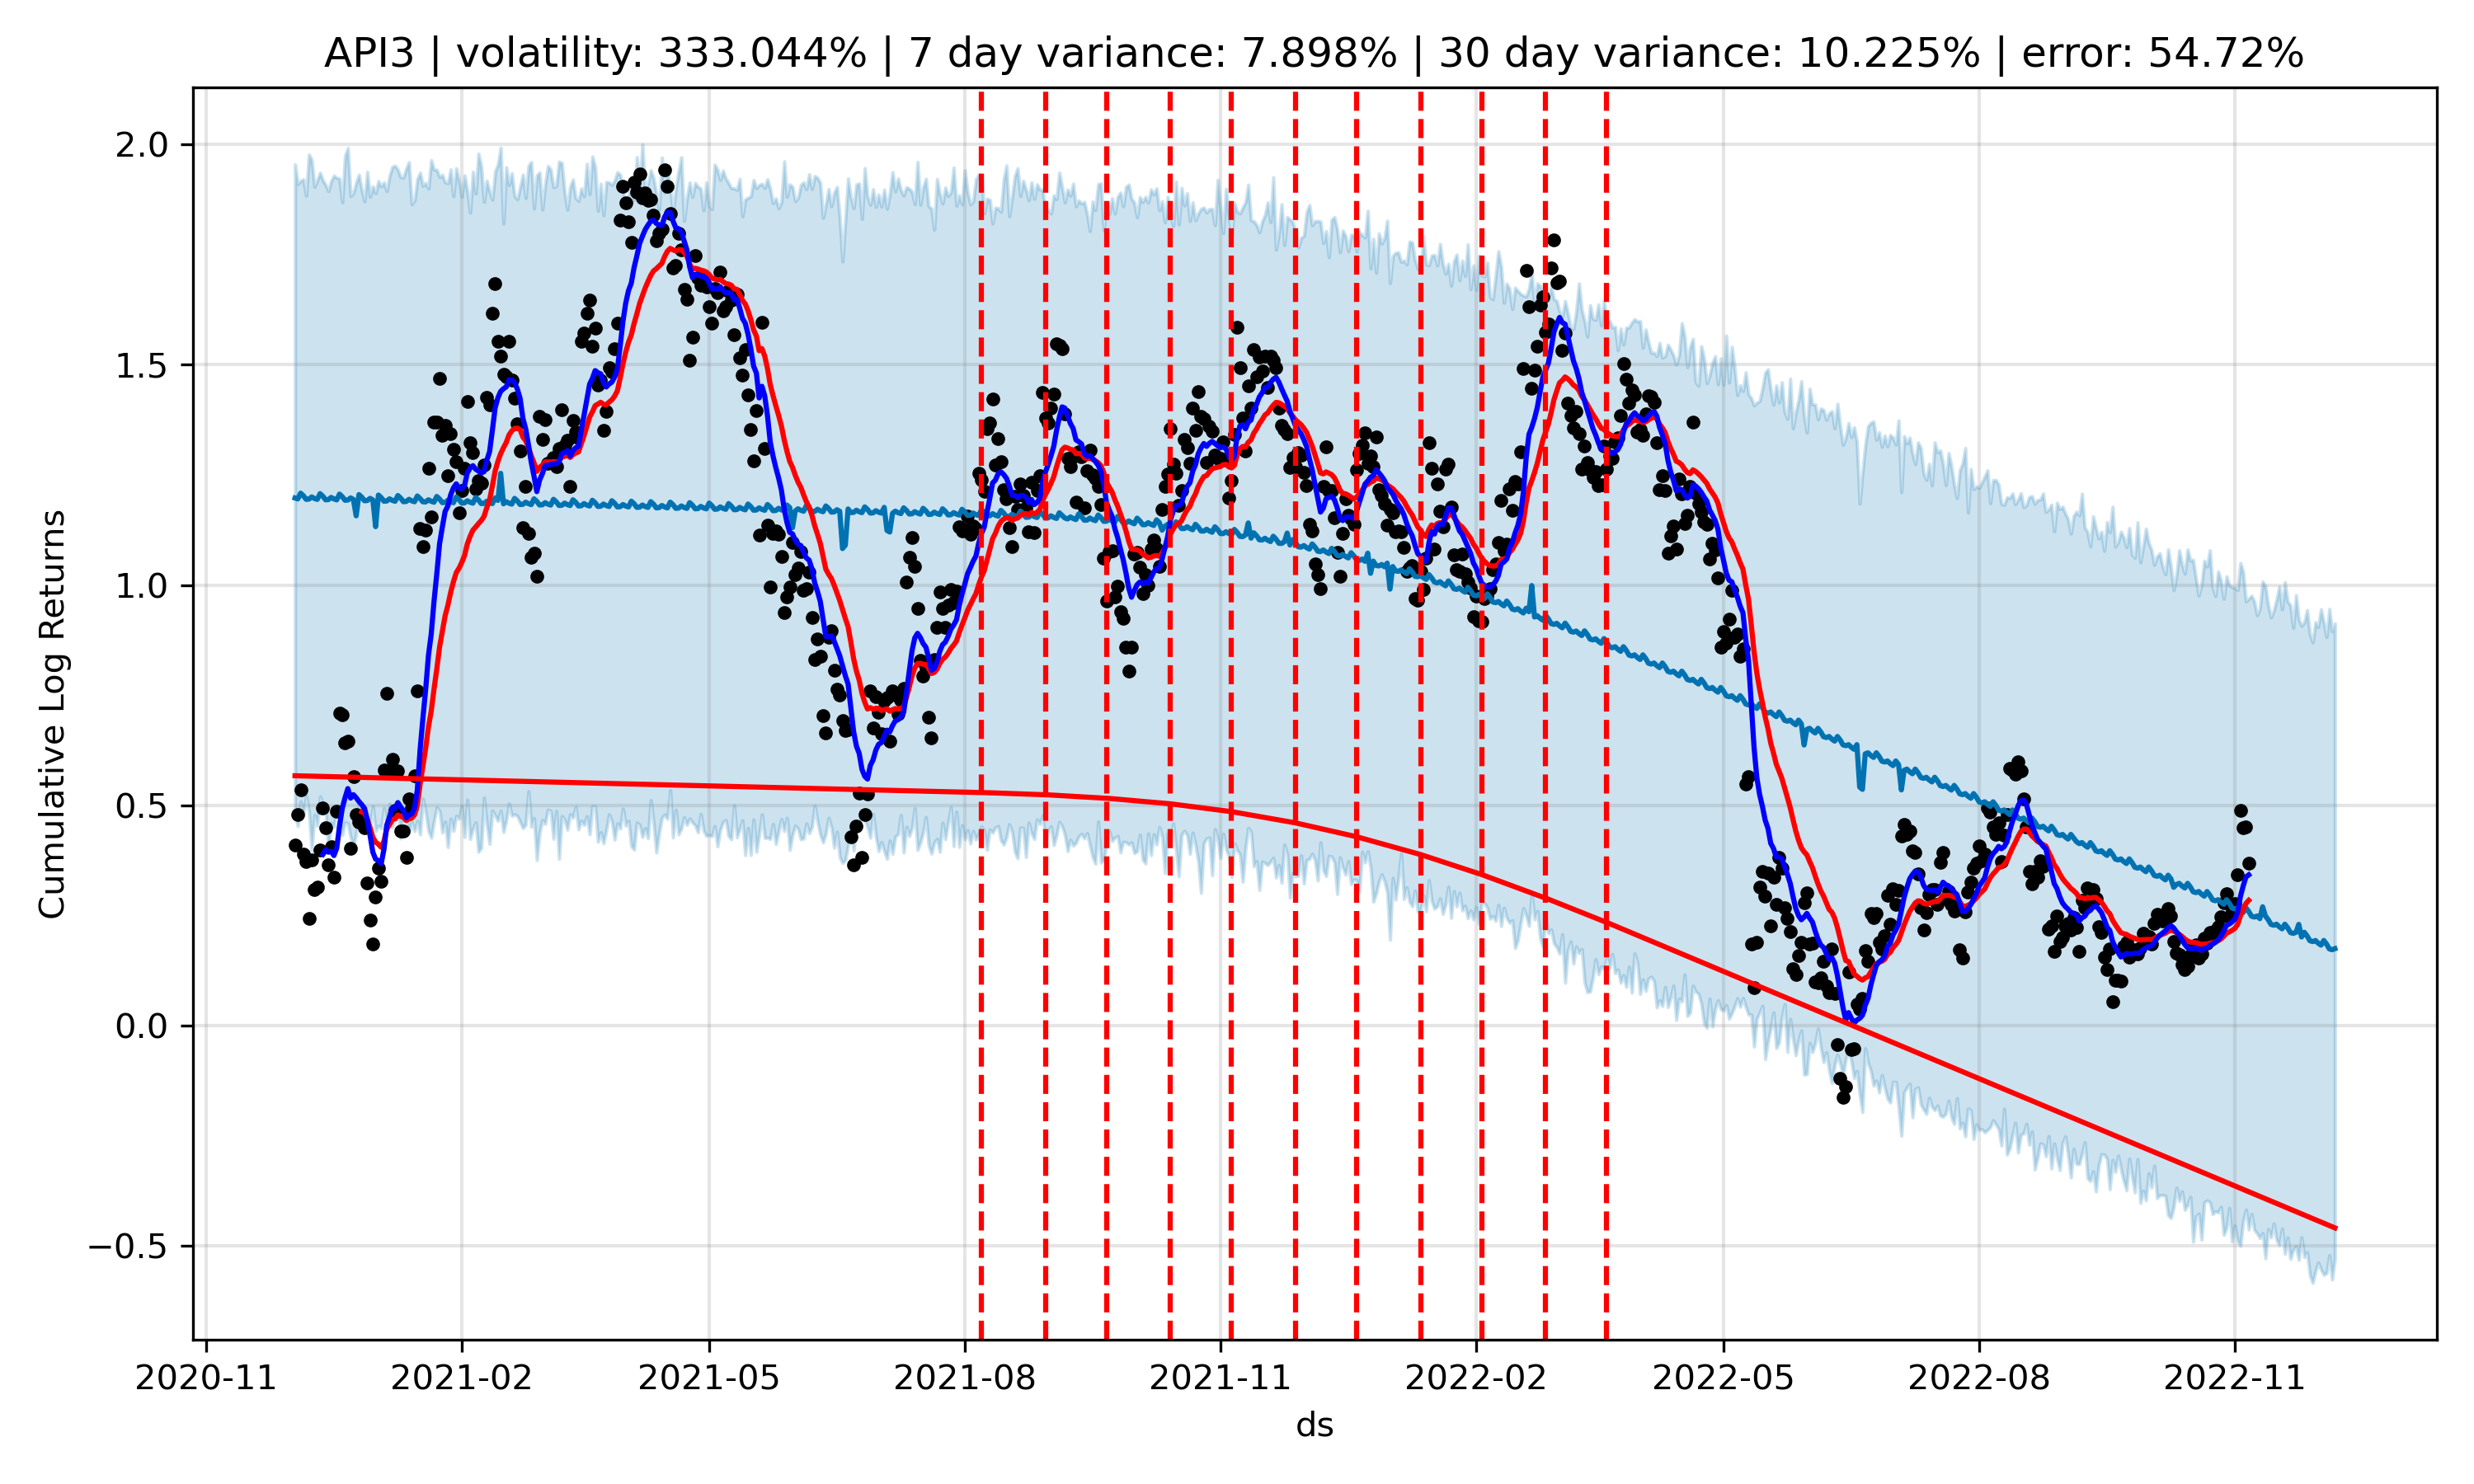 API3 | volatility: 333.044% | 7 day variance: 7.898% | 30 day variance: 10.225% | error: 54.72%
2.0
1.5
1.0
0.5
0.0
−0.5
Cumulative Log Returns
2020-11 2021-02 2021-05 2021-08 2021-11 2022-02 2022-05 2022-08 2022-11
ds